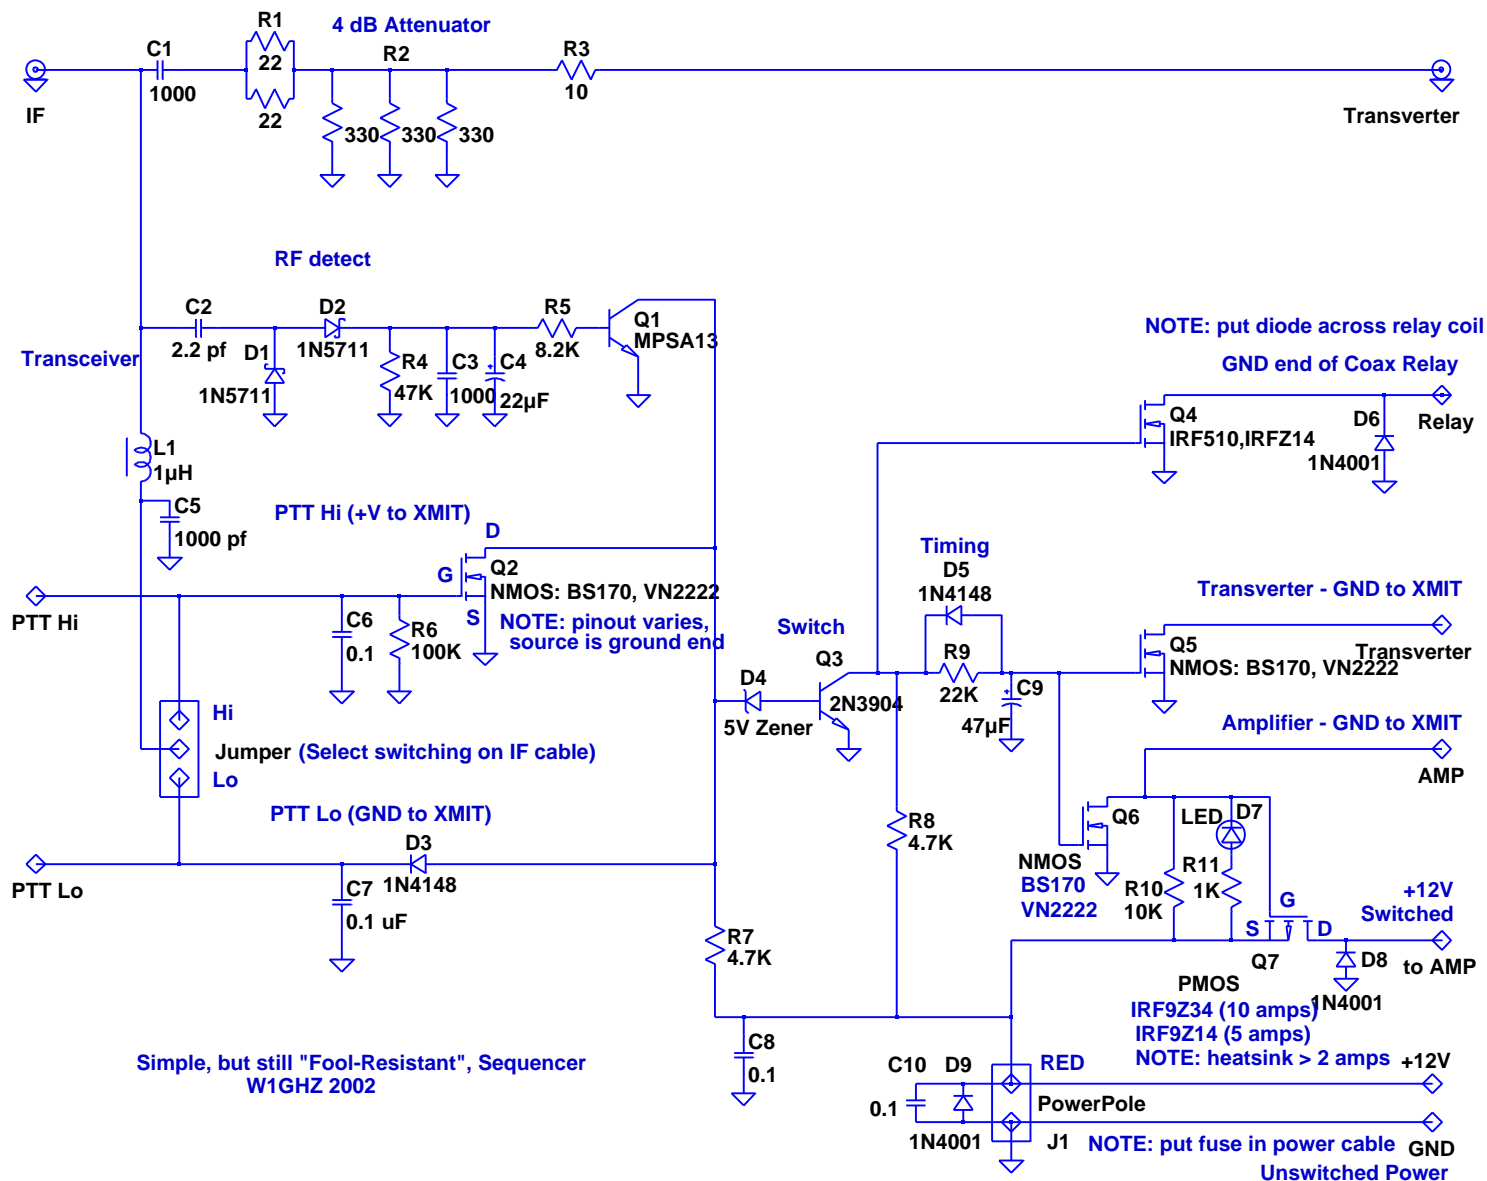 R1
4 dB Attenuator
C1
22
R2
R3
1000
22
10
IF
330
330
330
Transverter
RF detect
C2
D2
R5
Q1
MPSA13
NOTE: put diode across relay coil
Transceiver
2.2 pf
D1
1N5711
8.2K
R4
C3
C4
GND end of Coax Relay
1N5711
47K
1000
22µF
Q4
D6
Relay
IRF510,IRFZ14
1N4001
L1
1µH
C5
1000 pf
PTT Hi (+V to XMIT)
D
G
Q2
NMOS: BS170, VN2222
S
NOTE: pinout varies,
source is ground end
PTT Hi
C6
0.1
R6
100K
Timing
D5
1N4148
Transverter - GND to XMIT
Switch
Q3
R9
Q5
Transverter
NMOS: BS170, VN2222
D4
2N3904
22K
C9
5V Zener
47µF
Amplifier - GND to XMIT
Hi
Jumper (Select switching on IF cable)
Lo
AMP
PTT Lo (GND to XMIT)
D3
1N4148
PTT Lo
C7
0.1 uF
R8
4.7K
Q6
LED
D7
NMOS
BS170
VN2222
R10
10K
R11
1K
G
S
D
+12V
Switched
R7
4.7K
Q7
D8
to AMP
PMOS
1N4001
IRF9Z34 (10 amps)
IRF9Z14 (5 amps)
NOTE: heatsink > 2 amps
+12V
Simple, but still "Fool-Resistant", Sequencer
W1GHZ 2002
C8
0.1
C10
D9
RED
0.1
PowerPole
1N4001
J1
NOTE: put fuse in power cable
GND
Unswitched Power